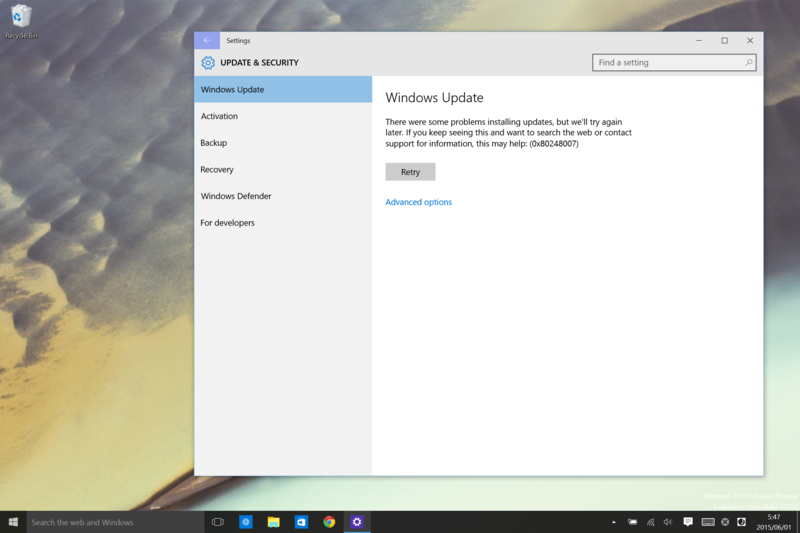 Recycle Bin
Settings
UPDATE & SECURITY
Find a setting
Windows Update
Activation
Backup
Recovery
Windows Defender
For developers
Windows Update
There were some problems installing updates, but we'll try again
later. If you keep seeing this and want to search the web or contact
support for information, this may help: (0x80248007)
Retry
Advanced options
Windows 10 Pro Insider Preview
Search the web and Windows
5:47
2015/06/01